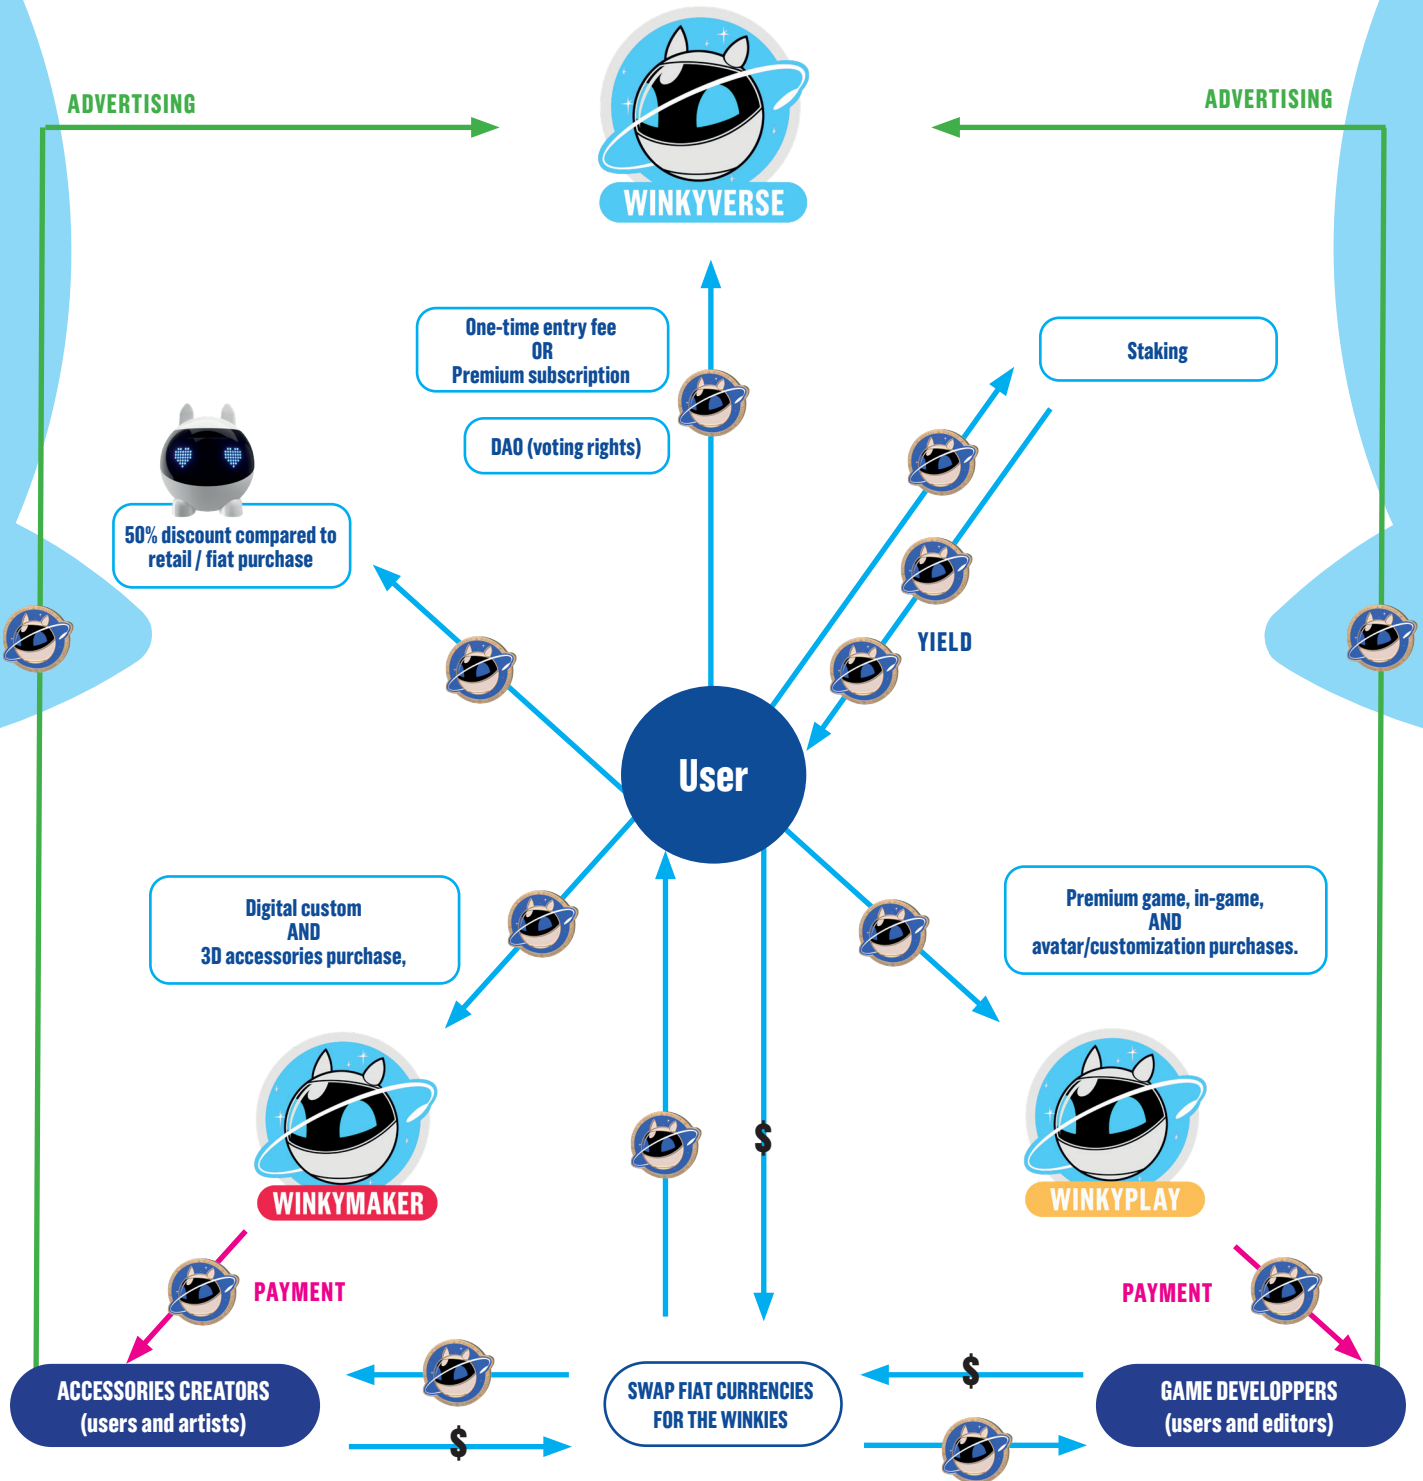 ADVERTISING
ADVERTISING
WINKYVERSE
One-time entry fee
OR
Premium subscription
Staking
DAO (voting rights)
50% discount compared to
retail / fiat purchase
YIELD
User
Digital custom
AND
3D accessories purchase,
Premium game, in-game,
AND
avatar/customization purchases.
$
WINKYMAKER
WINKYPLAY
PAYMENT
PAYMENT
ACCESSORIES CREATORS
(users and artists)
$
SWAP FIAT CURRENCIES
FOR THE WINKIES
$
GAME DEVELOPPERS
(users and editors)